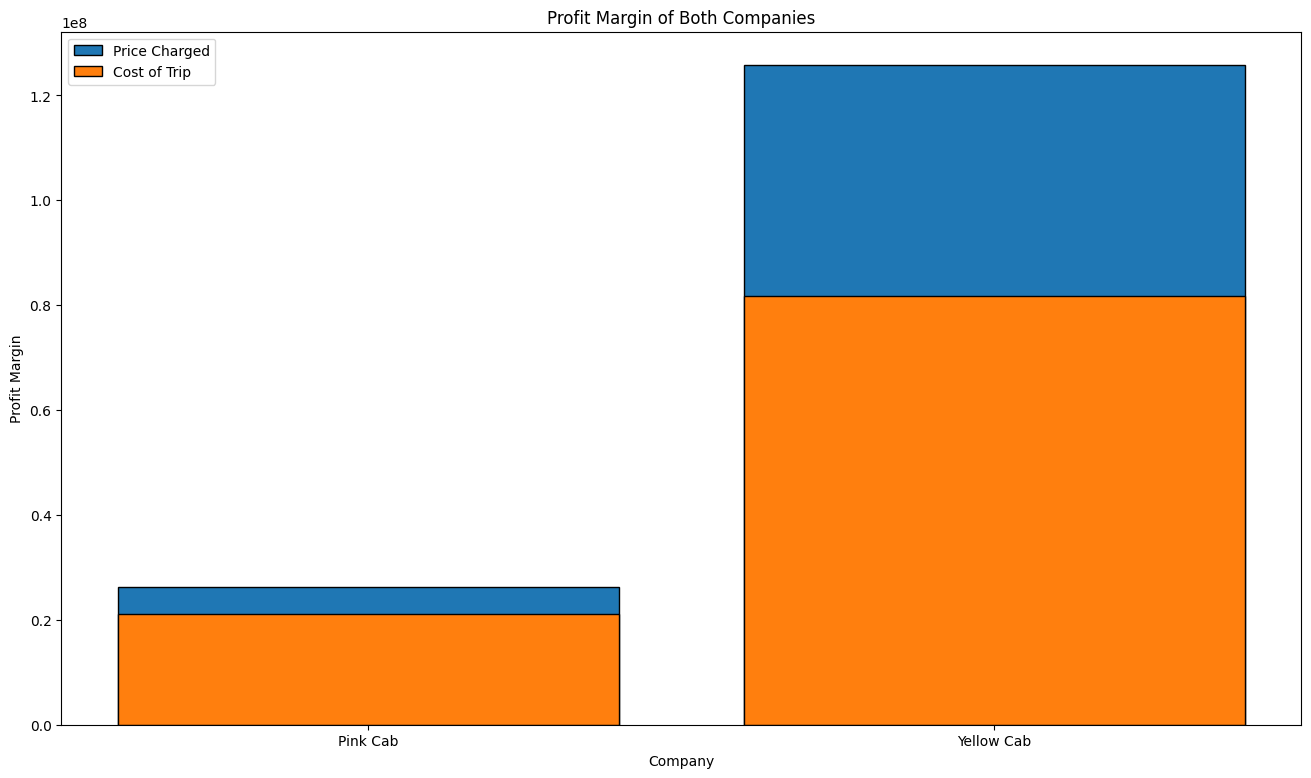 Profit Margin of Both Companies
1e8
Price Charged
Cost of Trip
1.2
1.0
0.8
0.6
0.4
0.2
0.0
Profit Margin
Pink Cab
Yellow Cab
Company